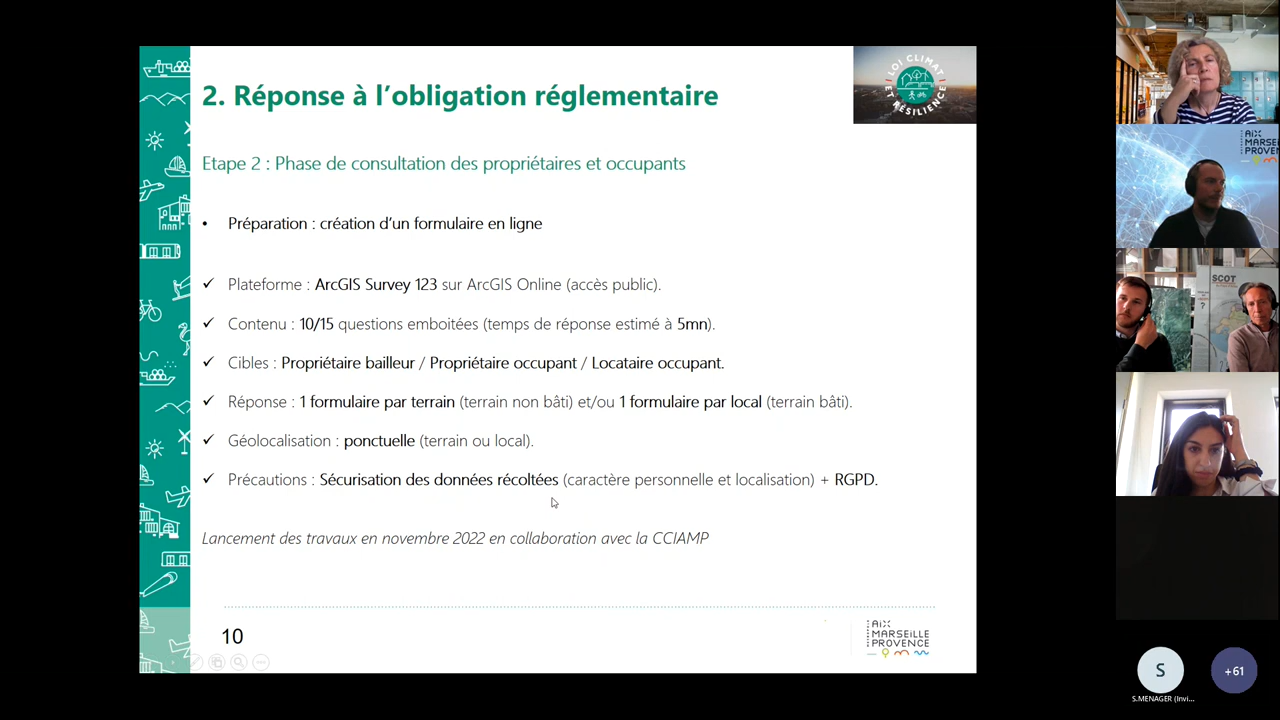 2. Réponse à l’obligation réglementaire
LOI CLIMAT
ET RÉSILIENCE
Etape 2 : Phase de consultation des propriétaires et occupants
• Préparation : création d’un formulaire en ligne
✓ Plateforme : ArcGIS Survey 123 sur ArcGIS Online (accès public).
✓ Contenu : 10/15 questions emboitées (temps de réponse estimé à 5mn).
✓ Cibles : Propriétaire bailleur / Propriétaire occupant / Locataire occupant.
✓ Réponse : 1 formulaire par terrain (terrain non bâti) et/ou 1 formulaire par local (terrain bâti).
✓ Géolocalisation : ponctuelle (terrain ou local).
✓ Précautions : Sécurisation des données récoltées (caractère personnelle et localisation) + RGPD.
Lancement des travaux en novembre 2022 en collaboration avec la CCIAMP
10
AIX
MARSEILLE
PROVENCE
AIX
MARSE
PROVEN
SCOT
S
S.MENAGER (Invi...
+61